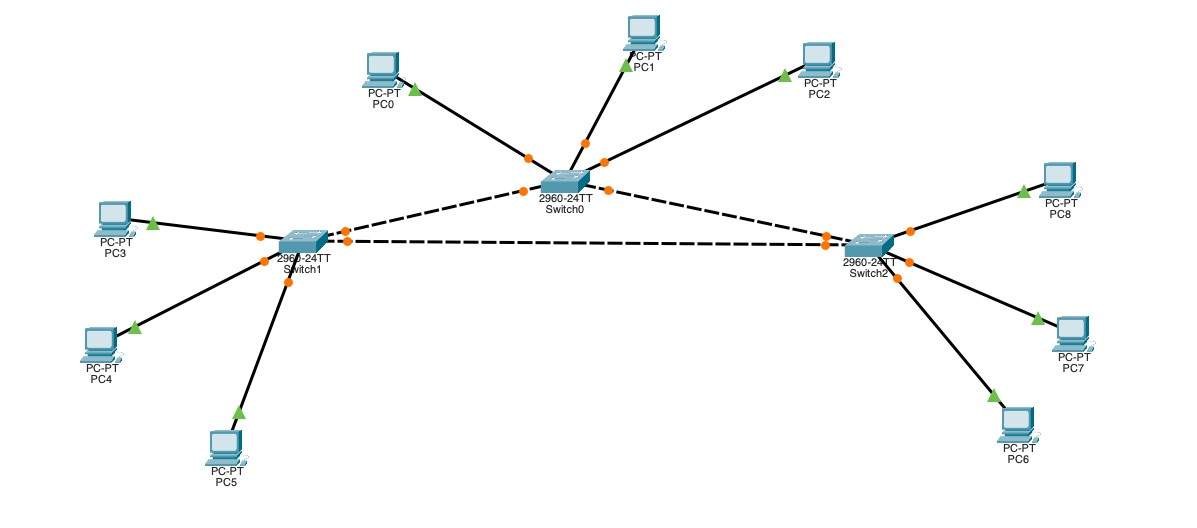 PC-PT
PC1
PC-PT
PC0
PC-PT
PC2
2960-24TT
Switch0
PC-PT
PC8
PC-PT
PC3
2960-24TT
Switch1
2960-24TT
Switch2
PC-PT
PC4
PC-PT
PC7
PC-PT
PC5
PC-PT
PC6